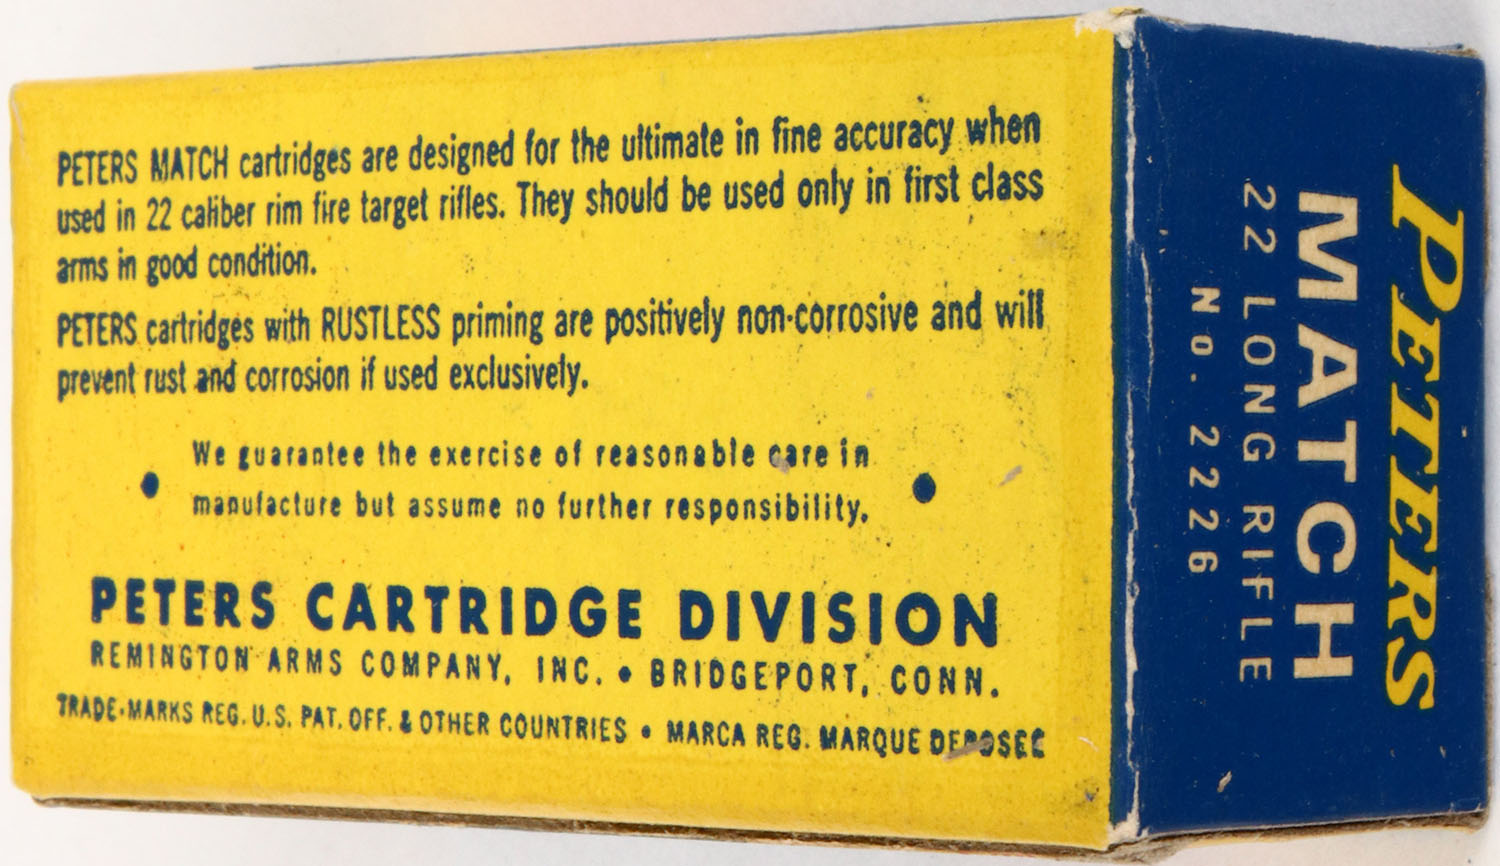 PETERS MATCH cartridges are designed for the ultimate in fine accuracy when
used in 22 caliber rim fire target rifles. They should be used only in first class
arms in good condition.
PETERS cartridges with RUSTLESS priming are positively non-corrosive and will
prevent rust and corrosion if used exclusively.
We guarantee the exercise of reasonable care in
manufacture but assume no further responsibility.
PETERS CARTRIDGE DIVISION
REMINGTON ARMS COMPANY, INC. • BRIDGEPORT, CONN.
TRADE-MARKS REG. U.S. PAT. OFF. & OTHER COUNTRIES • MARCA REG. MARQUE DEPOSEE
PETERS
MATCH
22 LONG RIFLE
No. 2226